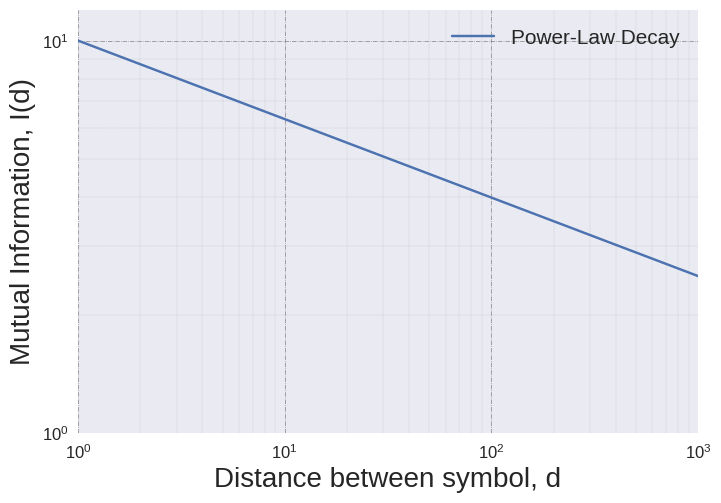 10¹
Power-Law Decay
Mutual Information, I(d)
10⁰
10⁰
10¹
10²
10³
Distance between symbol, d